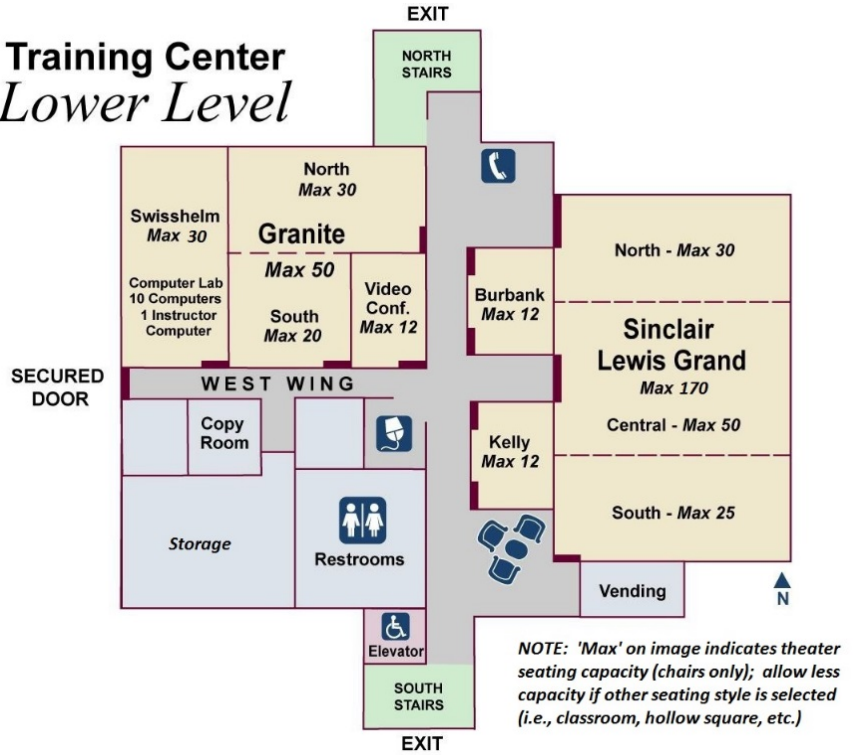 EXIT
Training Center
Lower Level
NORTH
STAIRS
North
Max 30
Swisshelm
Max 30
Granite
Max 50
Computer Lab
10 Computers
1 Instructor
Computer
South
Max 20
Video
Conf.
Max 12
Burbank
Max 12
North - Max 30
Sinclair
Lewis Grand
Max 170
Central - Max 50
SECURED
DOOR
WEST WING
Copy
Room
Kelly
Max 12
South - Max 25
Storage
Restrooms
Vending
N
Elevator
SOUTH
STAIRS
EXIT
NOTE: 'Max' on image indicates theater
seating capacity (chairs only); allow less
capacity if other seating style is selected
(i.e., classroom, hollow square, etc.)